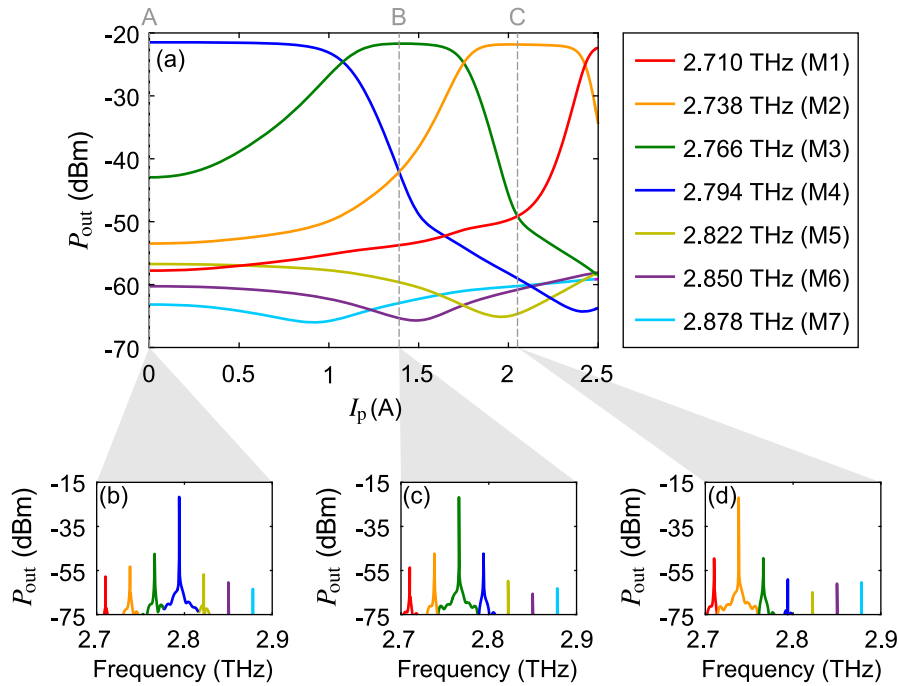 A B C
(a)
P_out (dBm)
-20
-30
-40
-50
-60
-70
0 0.5 1 1.5 2 2.5
I_p (A)
2.710 THz (M1)
2.738 THz (M2)
2.766 THz (M3)
2.794 THz (M4)
2.822 THz (M5)
2.850 THz (M6)
2.878 THz (M7)
(b)
P_out (dBm)
-15
-35
-55
-75
2.7 2.8 2.9
Frequency (THz)
(c)
P_out (dBm)
-15
-35
-55
-75
2.7 2.8 2.9
Frequency (THz)
(d)
P_out (dBm)
-15
-35
-55
-75
2.7 2.8 2.9
Frequency (THz)